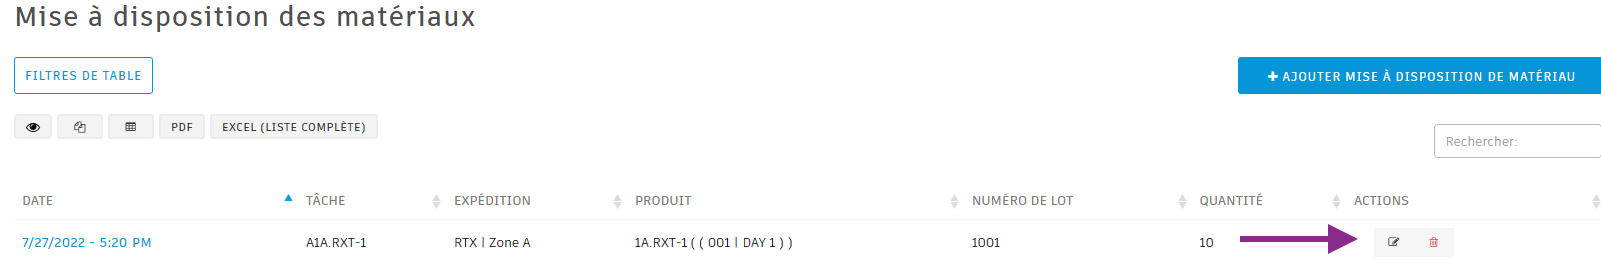 Mise à disposition des matériaux
FILTRES DE TABLE
AJOUTER MISE À DISPOSITION DE MATÉRIAU
PDF
EXCEL (LISTE COMPLÈTE)
Rechercher:
DATE TÂCHE EXPÉDITION PRODUIT NUMÉRO DE LOT QUANTITÉ ACTIONS
7/27/2022 - 5:20 PM A1A.RXT-1 RTX | Zone A 1A.RXT-1 ( ( 001 | DAY 1 ) ) 1001 10